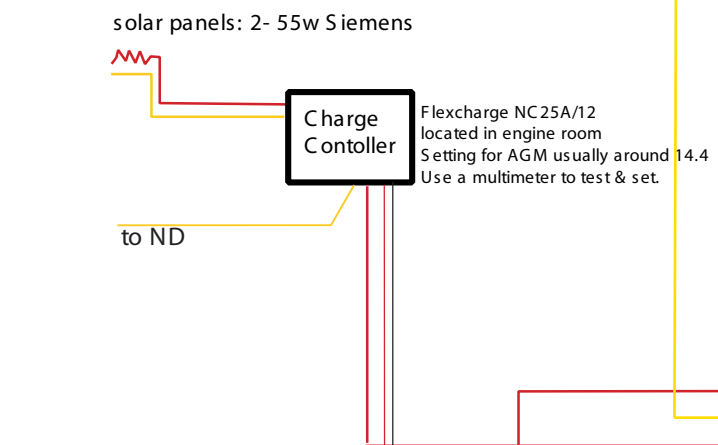 solar panels: 2- 55w Siemens
Charge
Contoller
Flexcharge NC25A/12
located in engine room
Setting for AGM usually around 14.4
Use a multimeter to test & set.
to ND